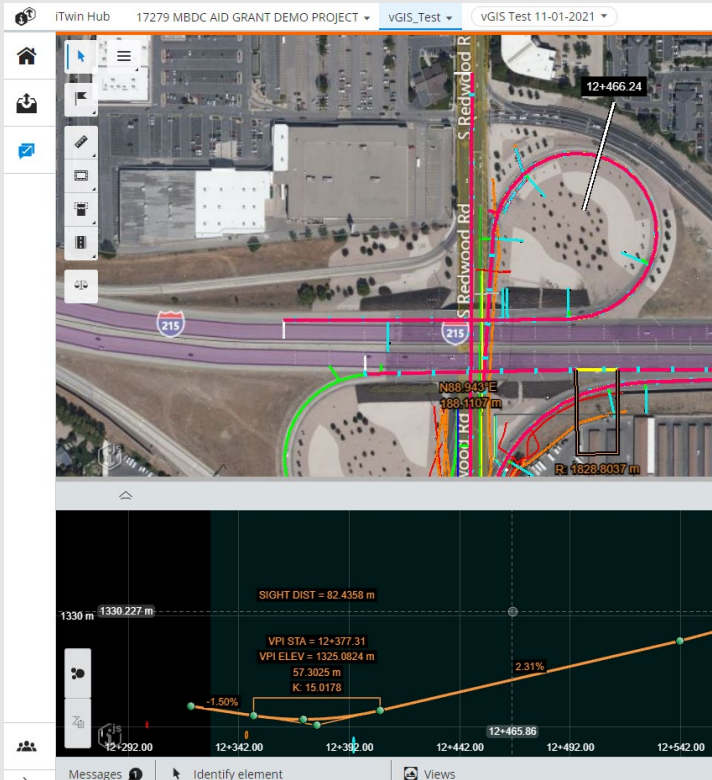 iTwin Hub
17279 MBDC AID GRANT DEMO PROJECT
vGIS_Test
vGIS Test 11-01-2021
S Redwood R
12+466.24
S Redwood Rd
215
215
N88.943°E
188.1107 m
wood Rd
R: 1828.8037 m
SIGHT DIST = 82.4358 m
1330 m
1330.227 m
VPI STA = 12+377.31
VPI ELEV = 1325.0824 m
57.3025 m
K: 15.0178
2.31%
-1.50%
12+465.86
12+292.00
12+342.00
12+392.00
12+442.00
12+492.00
12+542.00
Messages 1
Identify element
Views